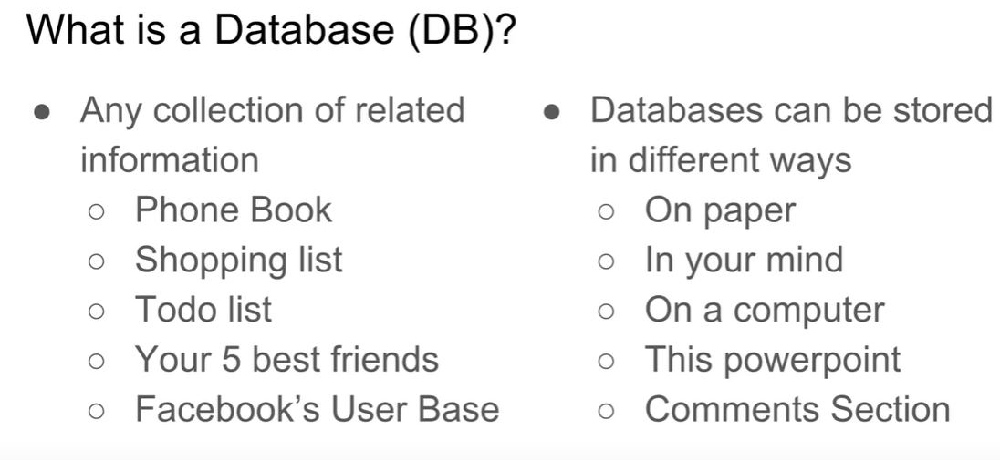 What is a Database (DB)?
● Any collection of related
information
○ Phone Book
○ Shopping list
○ Todo list
○ Your 5 best friends
○ Facebook’s User Base
● Databases can be stored
in different ways
○ On paper
○ In your mind
○ On a computer
○ This powerpoint
○ Comments Section